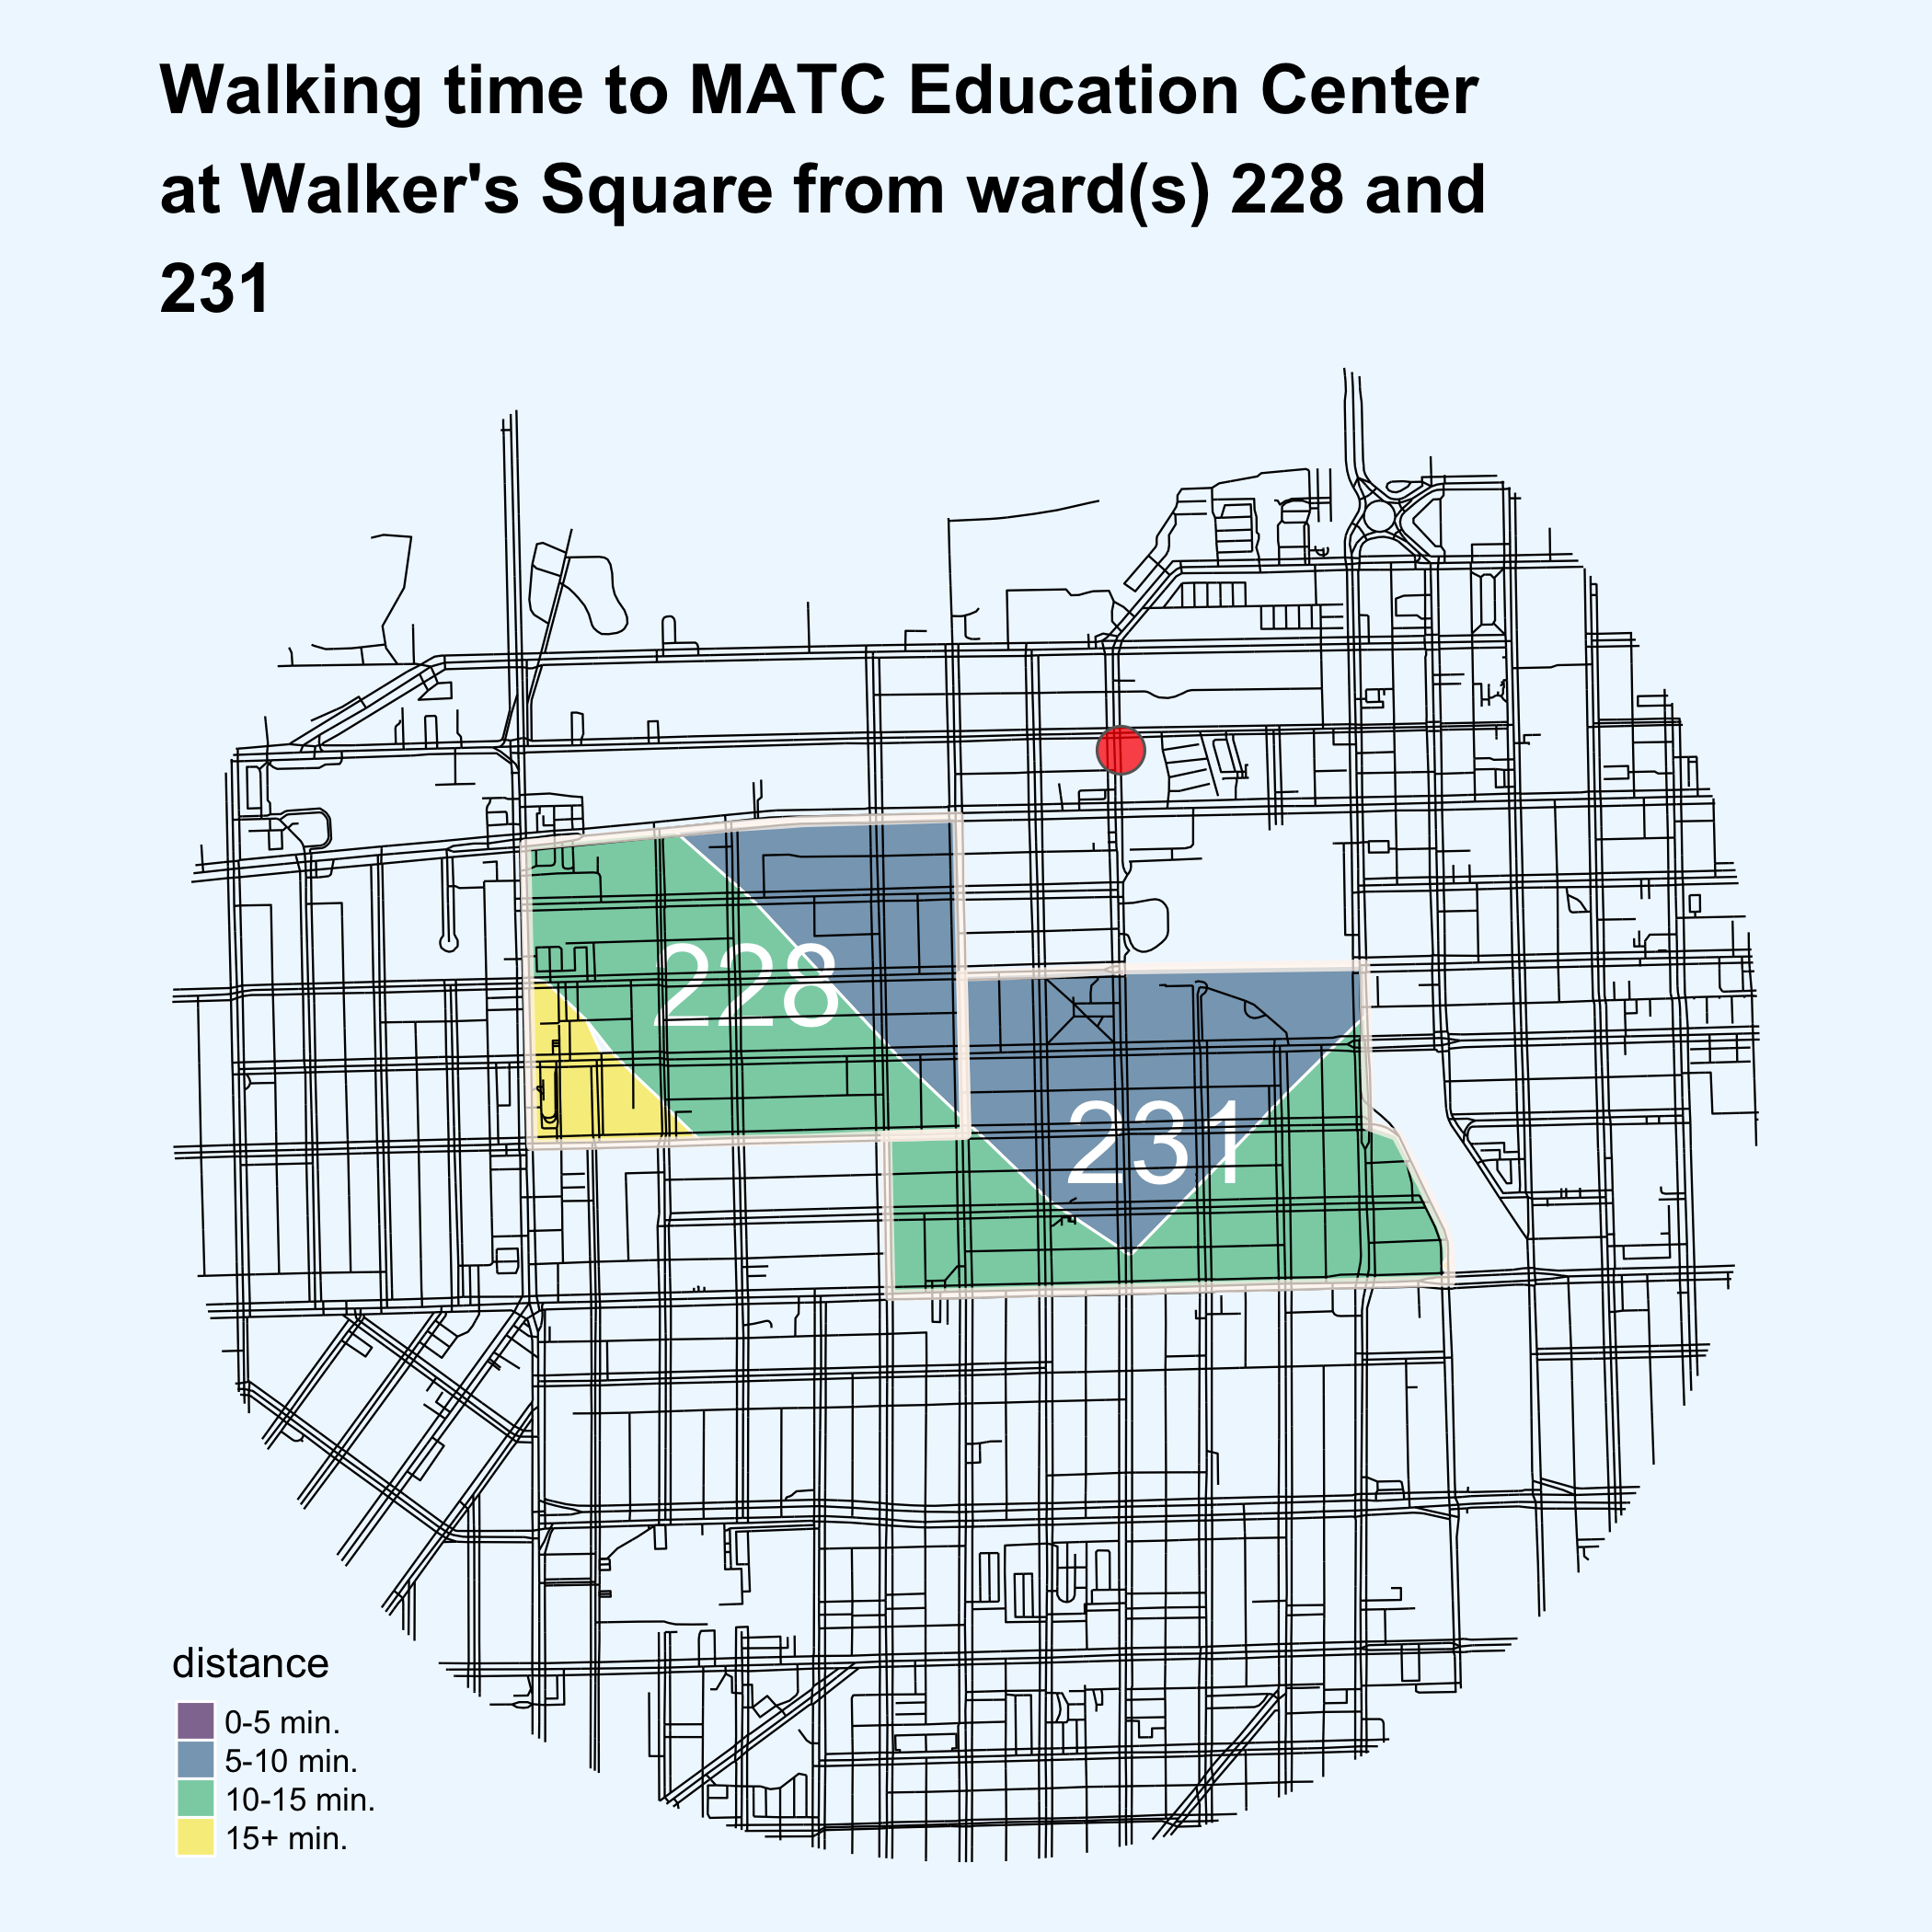 Walking time to MATC Education Center
at Walker's Square from ward(s) 228 and
231
228
231
distance
0-5 min.
5-10 min.
10-15 min.
15+ min.